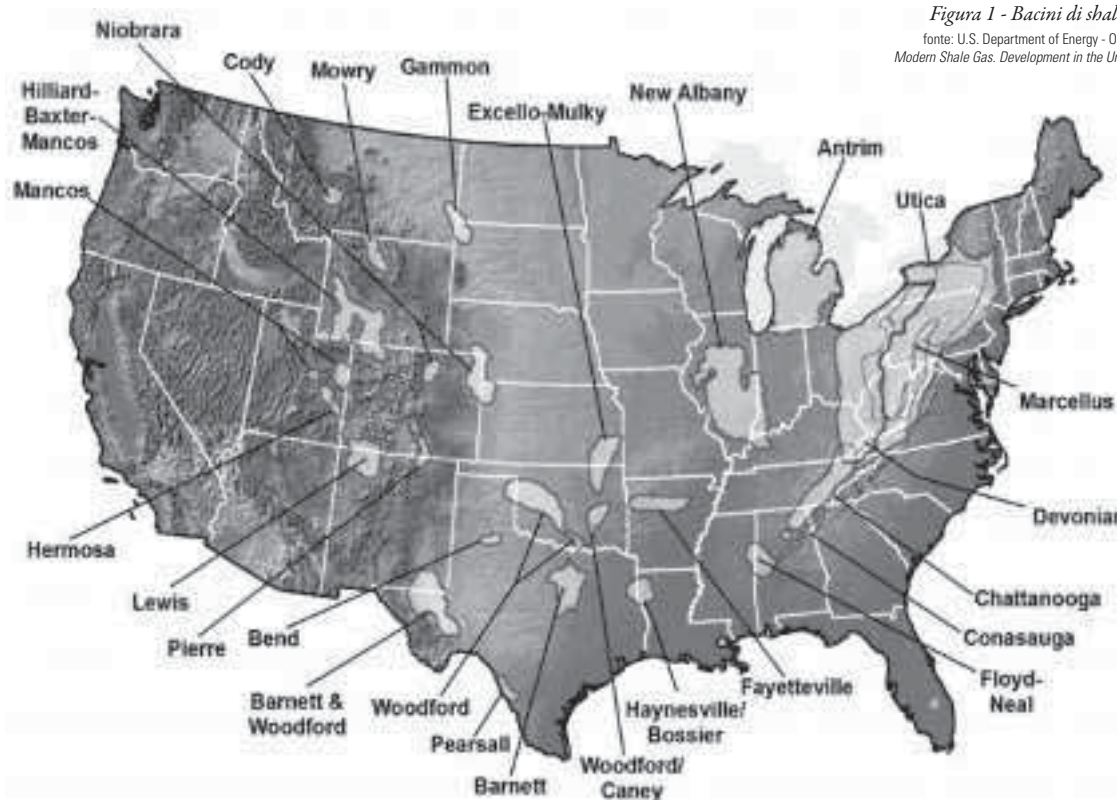 Figura 1 - Bacini di shal
fonte: U.S. Department of Energy - O
Modern Shale Gas. Development in the Un
Niobrara
Cody
Mowry
Gammon
Hilliard-
Baxter-
Mancos
Excello-Mulky
New Albany
Antrim
Mancos
Utica
Marcellus
Devonian
Hermosa
Lewis
Pierre
Bend
Chattanooga
Conasauga
Floyd-
Neal
Barnett &
Woodford
Woodford
Pearsall
Barnett
Fayetteville
Haynesville/
Bossier
Woodford/
Caney